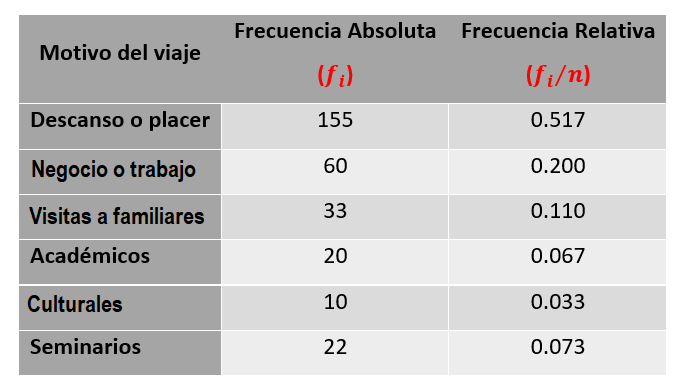 Motivo del viaje Frecuencia Absoluta Frecuencia Relativa
(f_i) (f_i/n)
Descanso o placer 155 0.517
Negocio o trabajo 60 0.200
Visitas a familiares 33 0.110
Académicos 20 0.067
Culturales 10 0.033
Seminarios 22 0.073